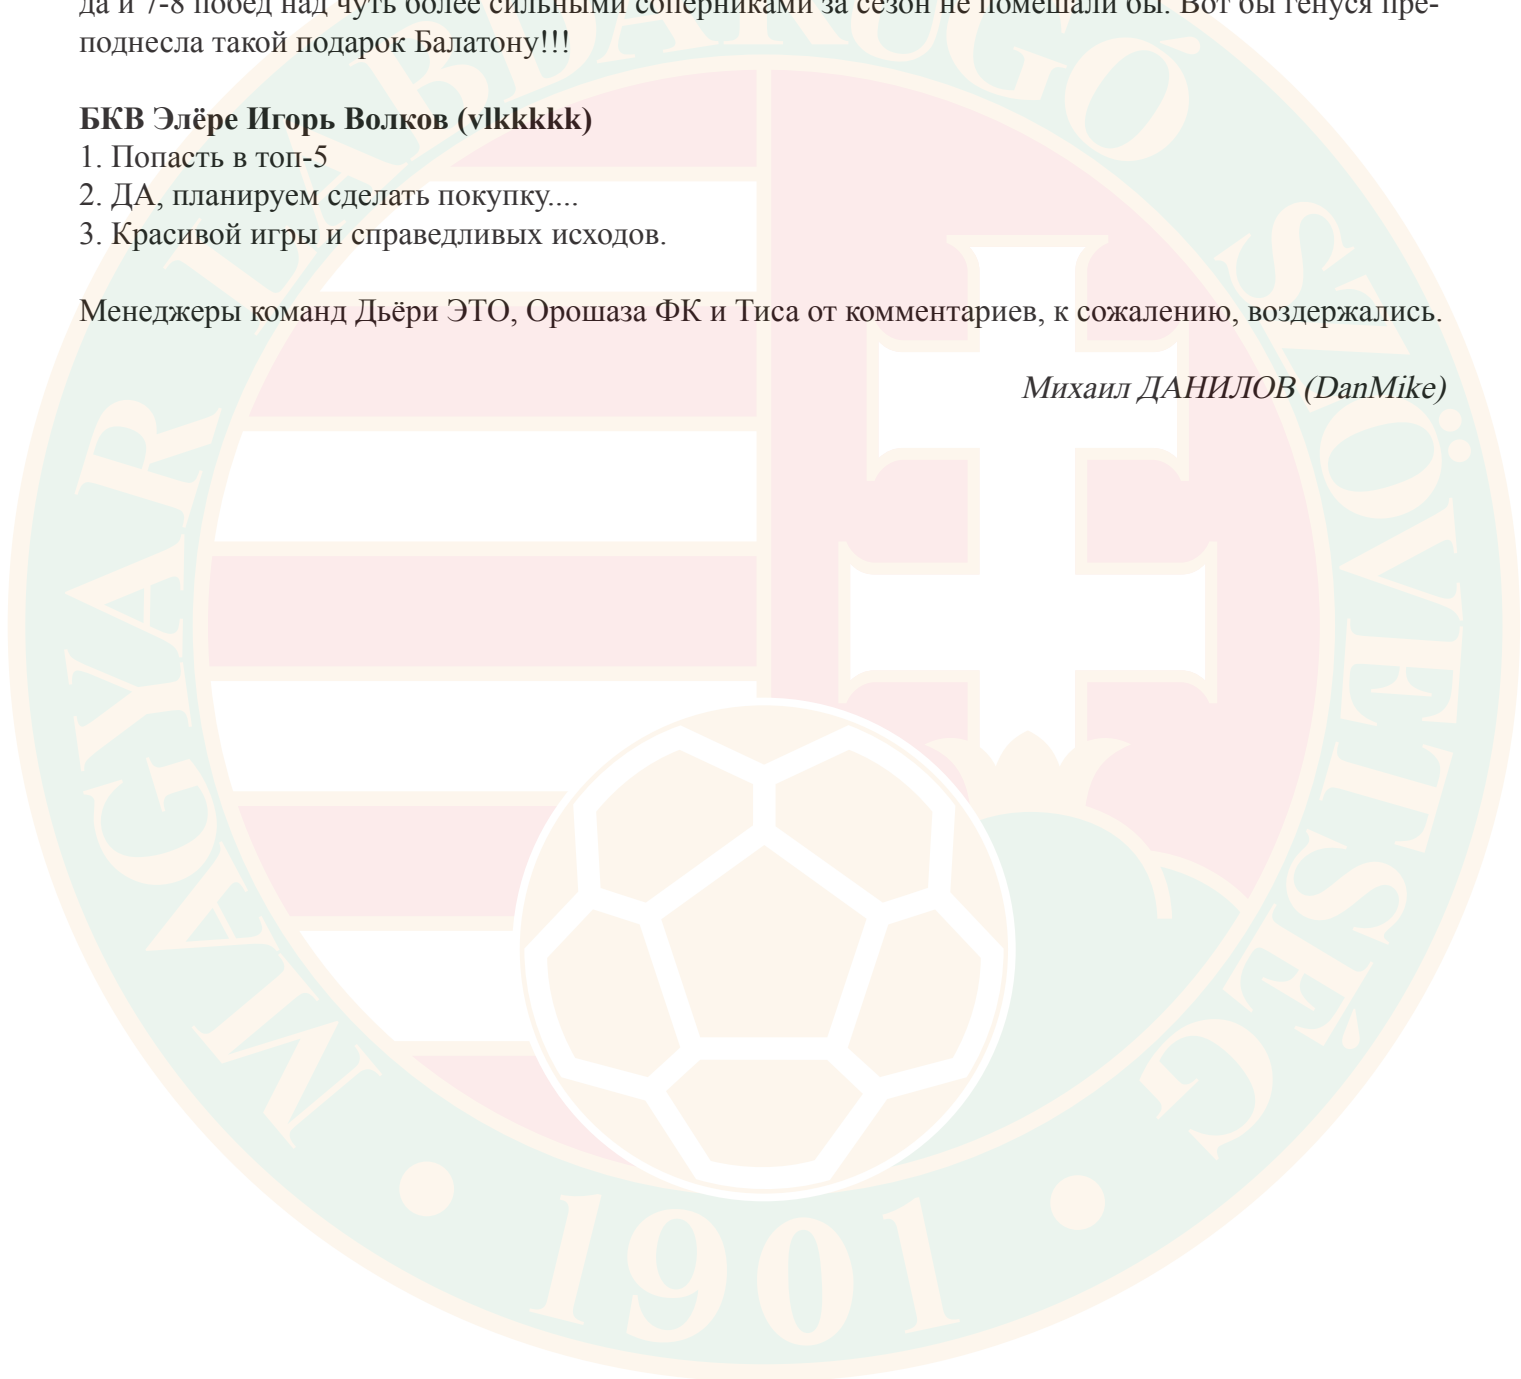 да и 7-8 побед над чуть более сильными соперниками за сезон не помешали бы. Вот бы генуся пре-
поднесла такой подарок Балатону!!!
БКВ Элёре Игорь Волков (vlkkkkk)
1. Попасть в топ-5
2. ДА, планируем сделать покупку....
3. Красивой игры и справедливых исходов.
Менеджеры команд Дьёри ЭТО, Орошаза ФК и Тиса от комментариев, к сожалению, воздержались.
Михаил ДАНИЛОВ (DanMike)
MAGYAR LABDARUGÓ SZÖVETSÉG
1901